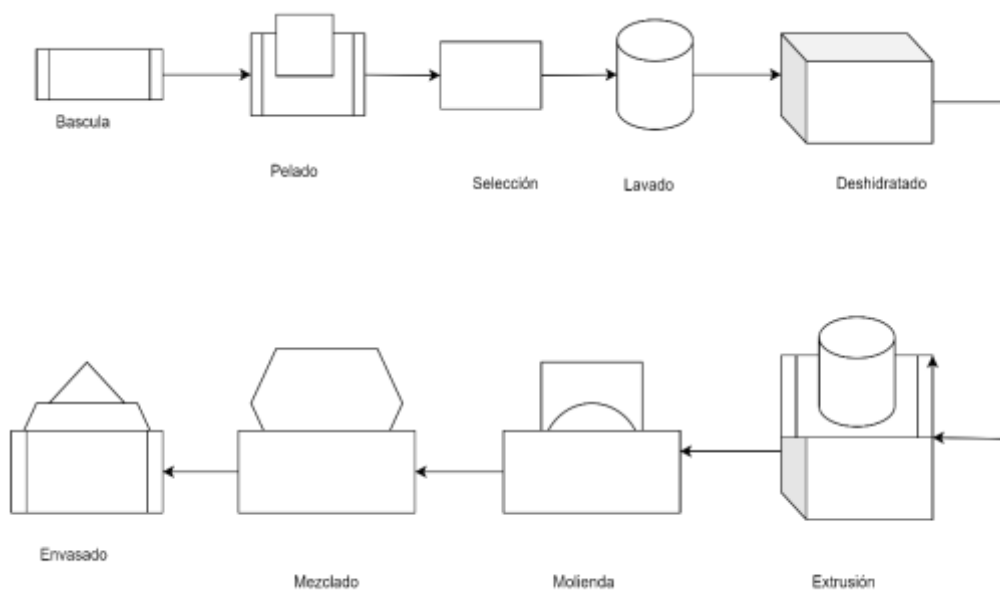 Bascula
Pelado
Selección
Lavado
Deshidratado
Envasado
Mezclado
Molienda
Extrusión